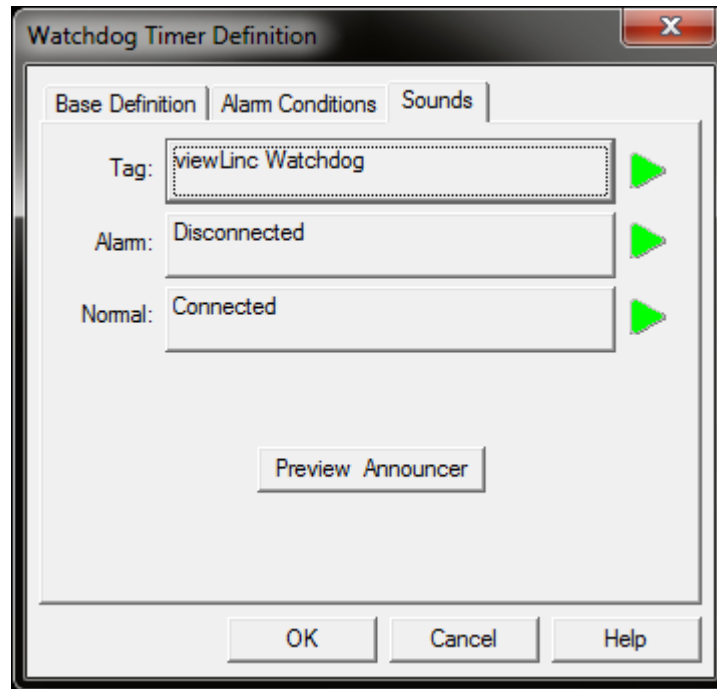 Watchdog Timer Definition
Base Definition Alarm Conditions Sounds
Tag: viewLinc Watchdog
Alarm: Disconnected
Normal: Connected
Preview Announcer
OK Cancel Help